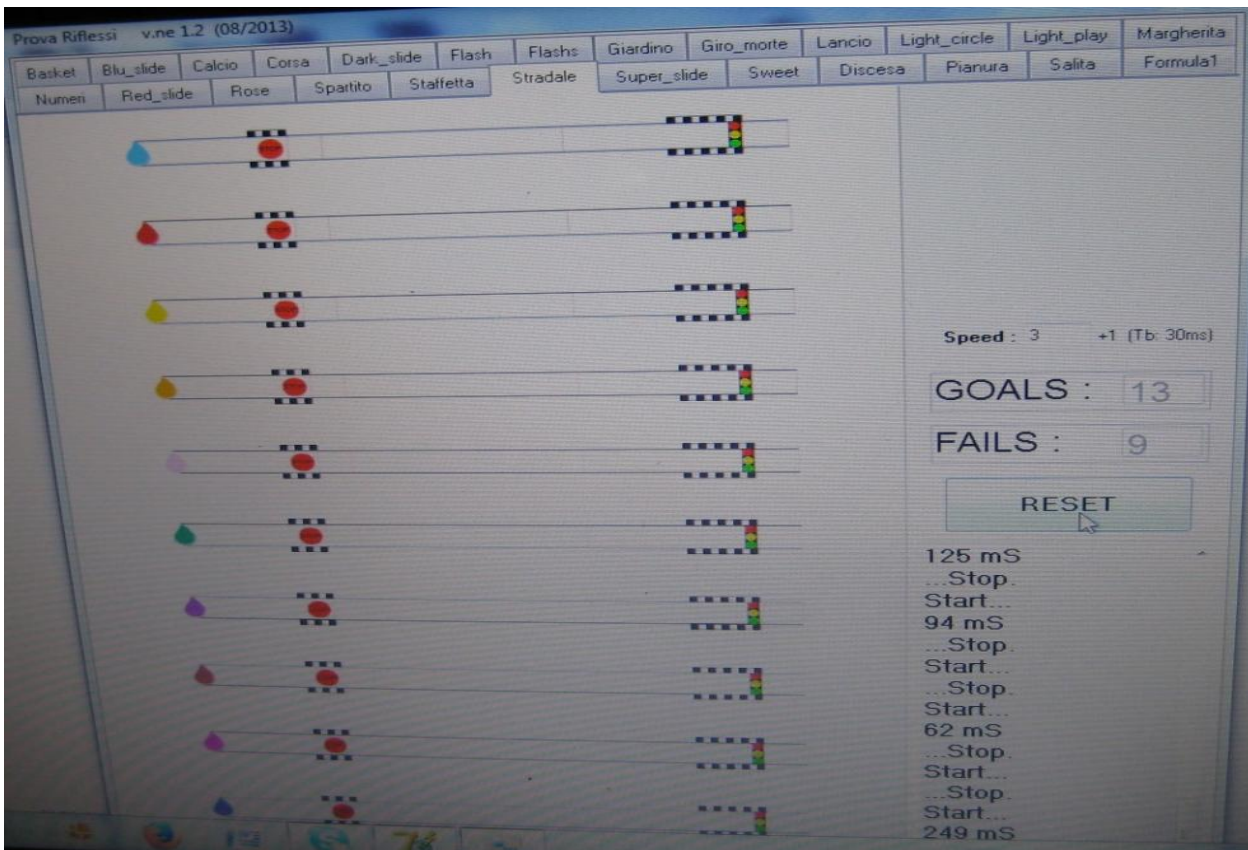 Prova Riflessi v.ne 1.2 (08/2013)
Basket Blu_slide Calcio Corsa Dark_slide Flash Flashs Giardino Giro_morte Lancio Light_circle Light_play Margherita
Numeri Red_slide Rose Spartito Staffetta Stradale Super_slide Sweet Discesa Pianura Salita Formula1
Speed : 3 +1 (Tb: 30ms)
GOALS : 13
FAILS : 9
RESET
125 mS
...Stop.
Start...
94 mS
...Stop.
Start...
...Stop.
Start...
62 mS
...Stop.
Start...
...Stop.
Start...
249 mS